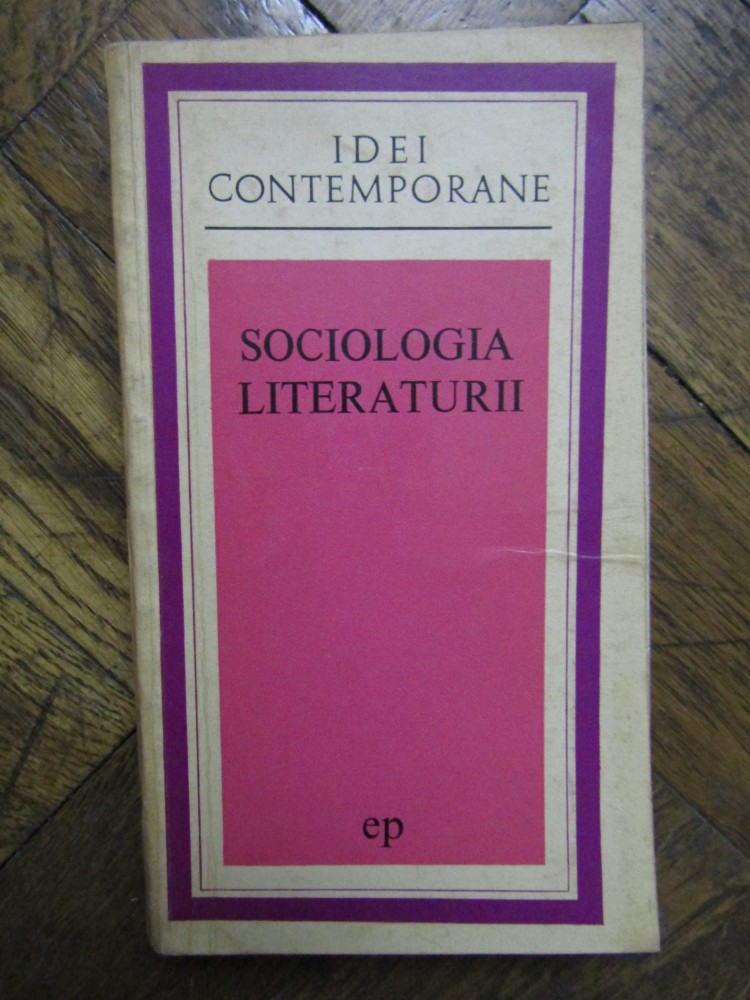 IDEI
CONTEMPORANE
SOCIOLOGIA
LITERATURII
ep